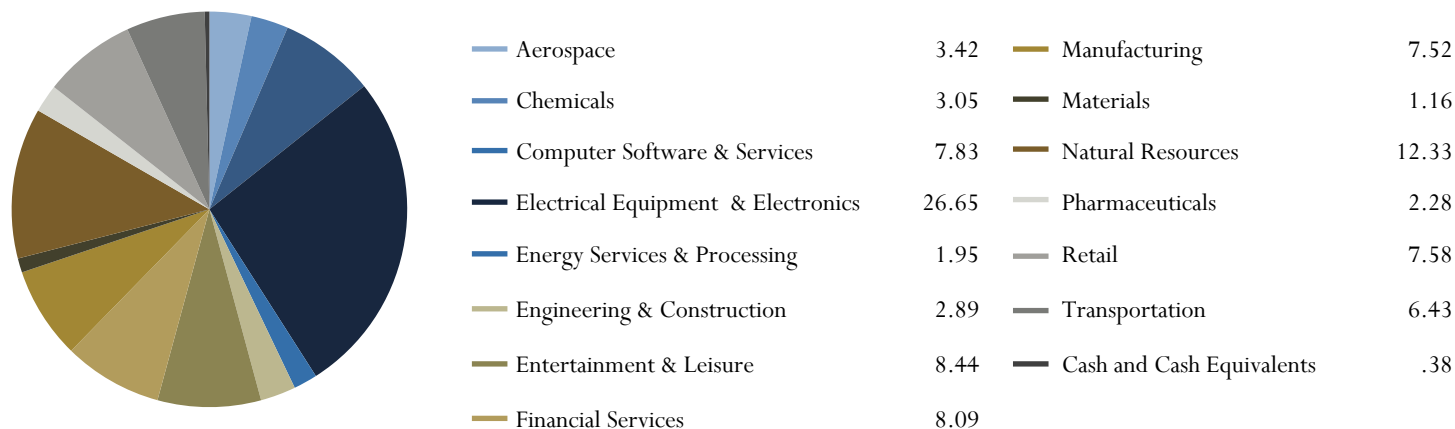 Aerospace 3.42
Chemicals 3.05
Computer Software & Services 7.83
Electrical Equipment & Electronics 26.65
Energy Services & Processing 1.95
Engineering & Construction 2.89
Entertainment & Leisure 8.44
Financial Services 8.09
Manufacturing 7.52
Materials 1.16
Natural Resources 12.33
Pharmaceuticals 2.28
Retail 7.58
Transportation 6.43
Cash and Cash Equivalents .38